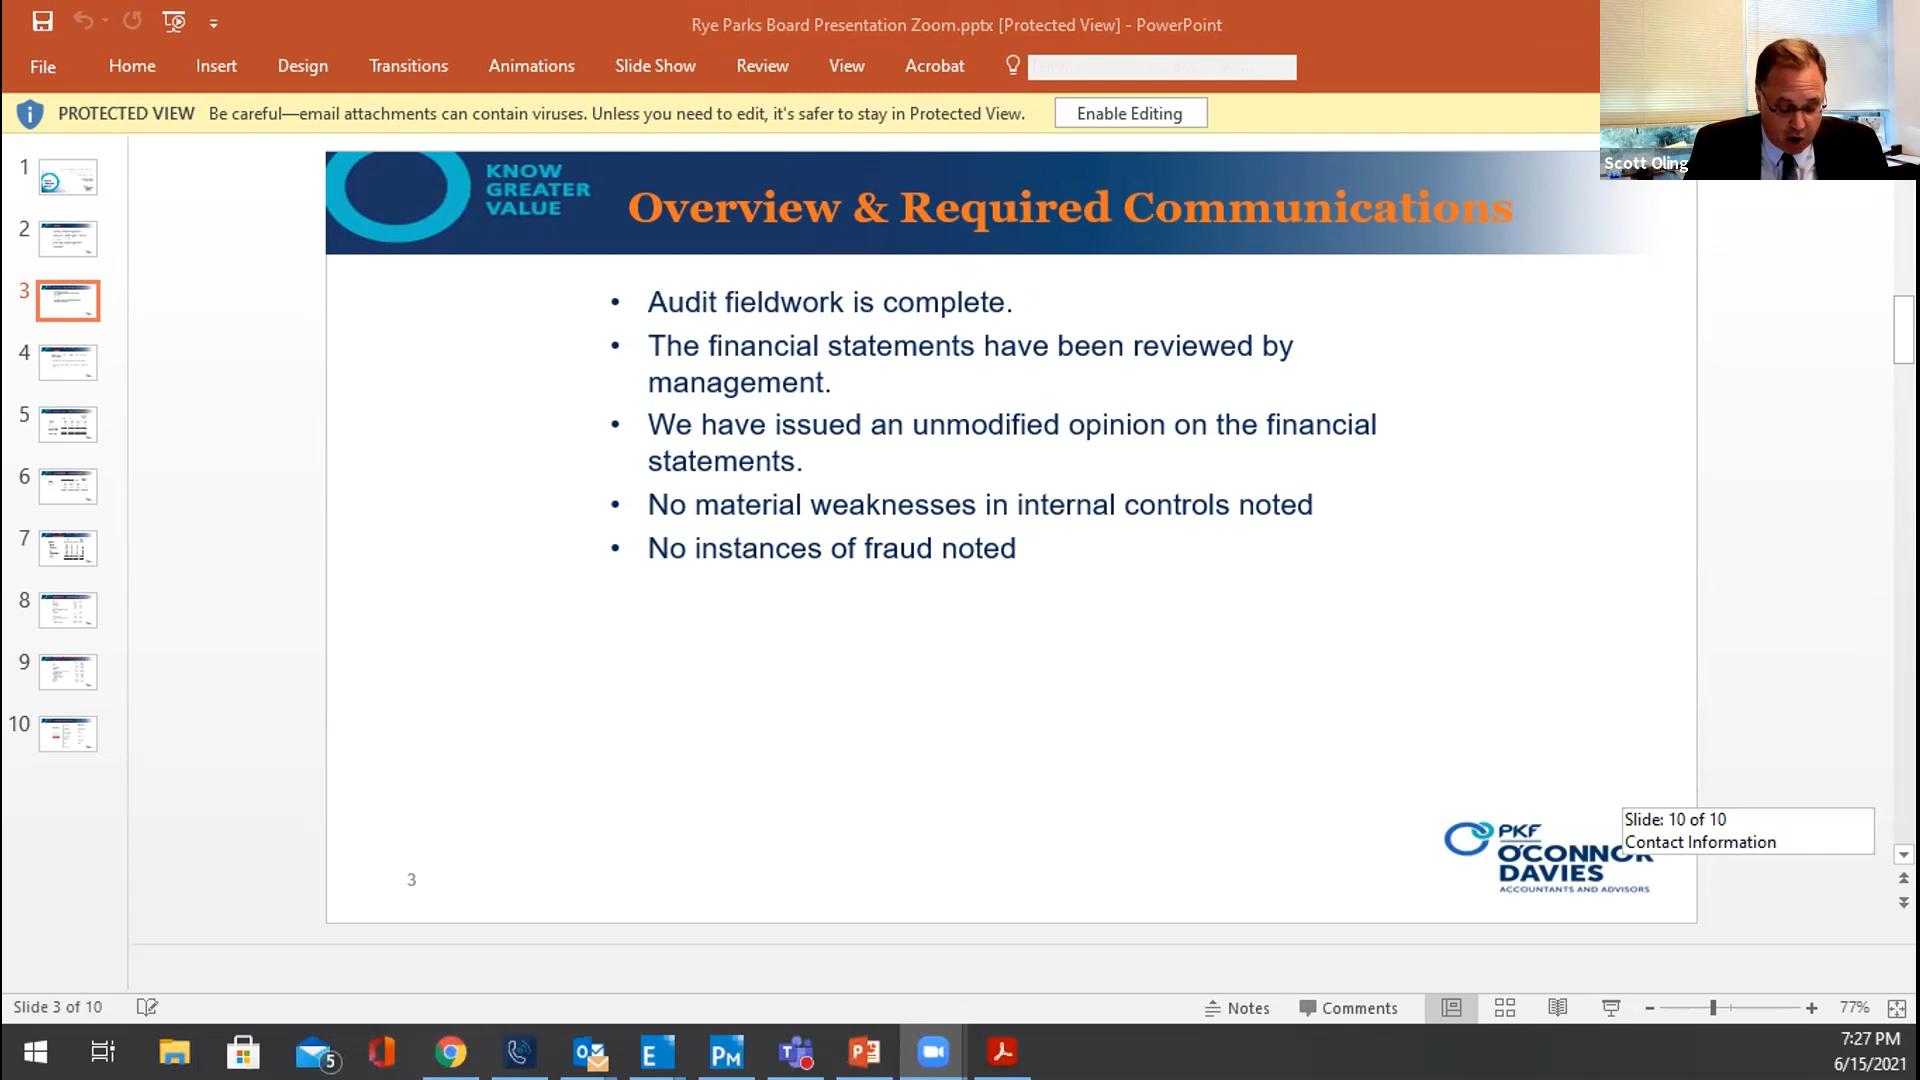 Rye Parks Board Presentation Zoom.pptx [Protected View] - PowerPoint
File Home Insert Design Transitions Animations Slide Show Review View Acrobat
PROTECTED VIEW Be careful—email attachments can contain viruses. Unless you need to edit, it's safer to stay in Protected View. Enable Editing
Scott Oling
1
2
3
4
5
6
7
8
9
10
KNOW
GREATER
VALUE
Overview & Required Communications
• Audit fieldwork is complete.
• The financial statements have been reviewed by
management.
• We have issued an unmodified opinion on the financial
statements.
• No material weaknesses in internal controls noted
• No instances of fraud noted
3
PKF
O'CONNOR
DAVIES
ACCOUNTANTS AND ADVISORS
Slide: 10 of 10
Contact Information
Slide 3 of 10 Notes Comments 77%
5
7:27 PM
6/15/2021